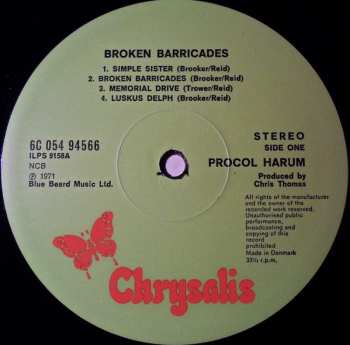 BROKEN BARRICADES
1. SIMPLE SISTER (Brooker/Reid)
2. BROKEN BARRICADES (Brooker/Reid)
3. MEMORIAL DRIVE (Trower/Reid)
4. LUSKUS DELPH (Brooker/Reid)
6C 054 94566
ILPS 9158A
NCB
℗ 1971
Blue Beard Music Ltd.
STEREO
SIDE ONE
PROCOL HARUM
Produced by
Chris Thomas
All rights of the manufacturer
and of the owner of the
recorded work reserved.
Unauthorised public
performance,
broadcasting and
copying of this
record
prohibited
Made in Denmark
33⅓ r.p.m.
Chrysalis